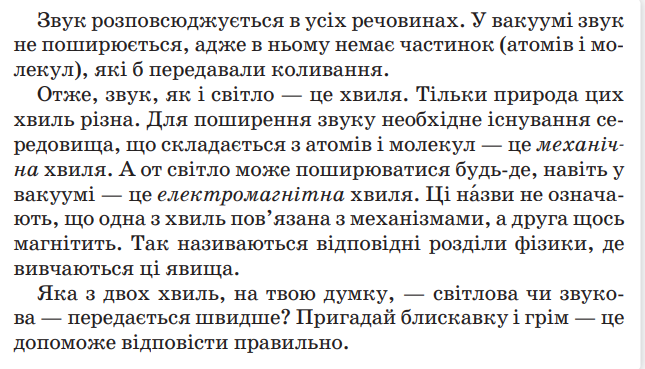 Звук розповсюджується в усіх речовинах. У вакуумі звук
не поширюється, адже в ньому немає частинок (атомів і мо-
лекул), які б передавали коливання.
Отже, звук, як і світло — це хвиля. Тільки природа цих
хвиль різна. Для поширення звуку необхідне існування се-
редовища, що складається з атомів і молекул — це механіч-
на хвиля. А от світло може поширюватися будь-де, навіть у
вакуумі — це електромагнітна хвиля. Ці на́зви не означа-
ють, що одна з хвиль пов’язана з механізмами, а друга щось
магнітить. Так називаються відповідні розділи фізики, де
вивчаються ці явища.
Яка з двох хвиль, на твою думку, — світлова чи звуко-
ва — передається швидше? Пригадай блискавку і грім — це
допоможе відповісти правильно.